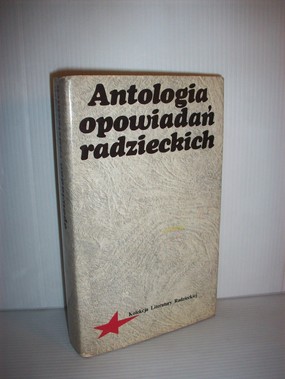 Antologia
opowiadań
radzieckich
Kolekcja Literatury Radzieckiej